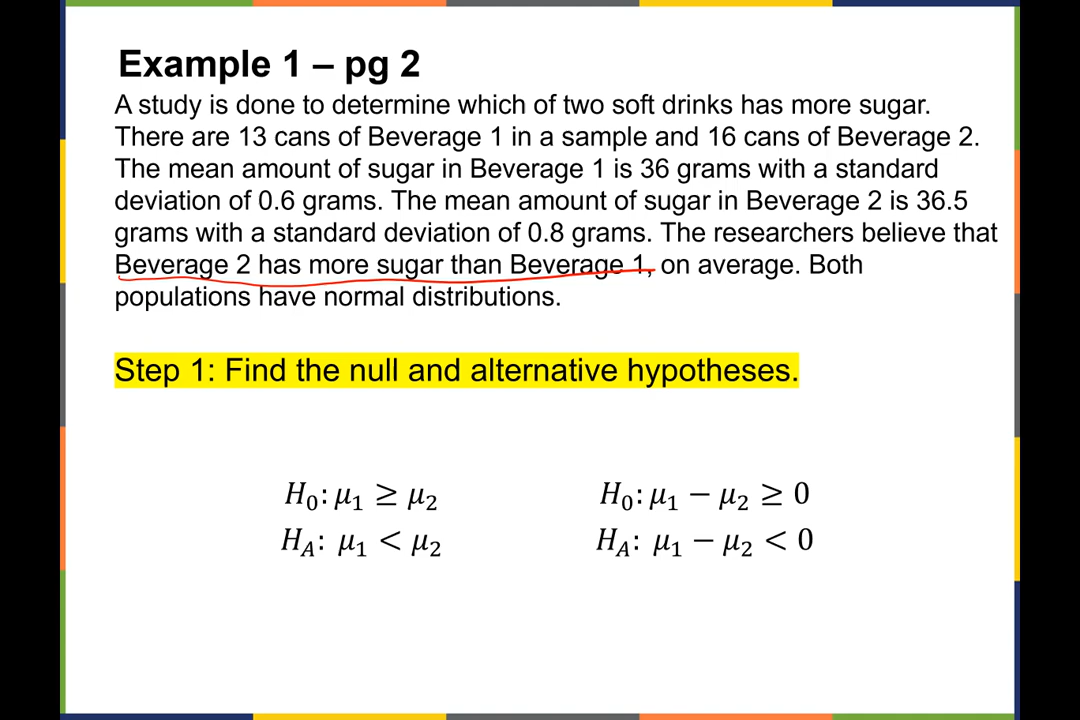 Example 1 – pg 2
A study is done to determine which of two soft drinks has more sugar.
There are 13 cans of Beverage 1 in a sample and 16 cans of Beverage 2.
The mean amount of sugar in Beverage 1 is 36 grams with a standard
deviation of 0.6 grams. The mean amount of sugar in Beverage 2 is 36.5
grams with a standard deviation of 0.8 grams. The researchers believe that
Beverage 2 has more sugar than Beverage 1, on average. Both
populations have normal distributions.
Step 1: Find the null and alternative hypotheses.
H₀: μ₁ ≥ μ₂
H_A: μ₁ < μ₂
H₀: μ₁ − μ₂ ≥ 0
H_A: μ₁ − μ₂ < 0